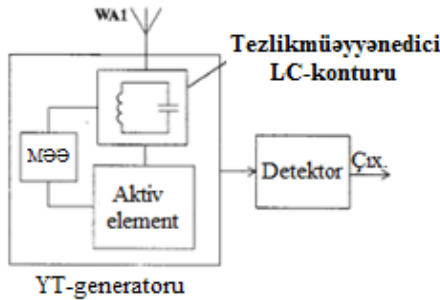 WA1
Tezlikmüəyyənedici
LC-konturu
MƏƏ
Aktiv
element
Detektor
Çıx.
YT-generatoru